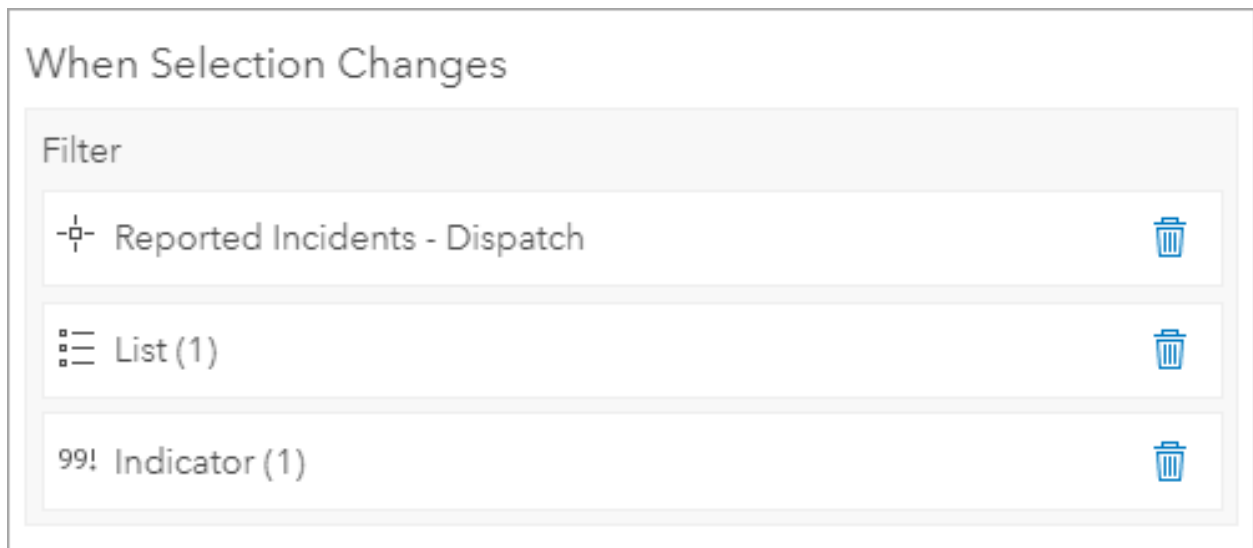 When Selection Changes
Filter
Reported Incidents - Dispatch
List (1)
99! Indicator (1)